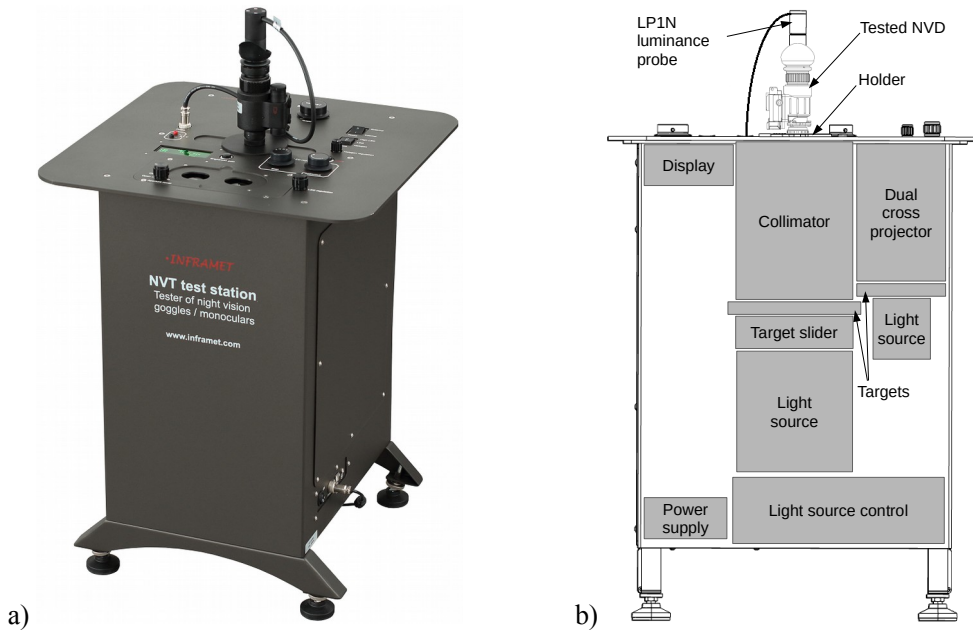 INFRAMET
NVT test station
Tester of night vision
goggles / monoculars
www.inframet.com
a)
LP1N
luminance
probe
Tested NVD
Holder
Display
Collimator
Dual
cross
projector
Target slider
Light
source
Targets
Light
source
Power
supply
Light source control
b)